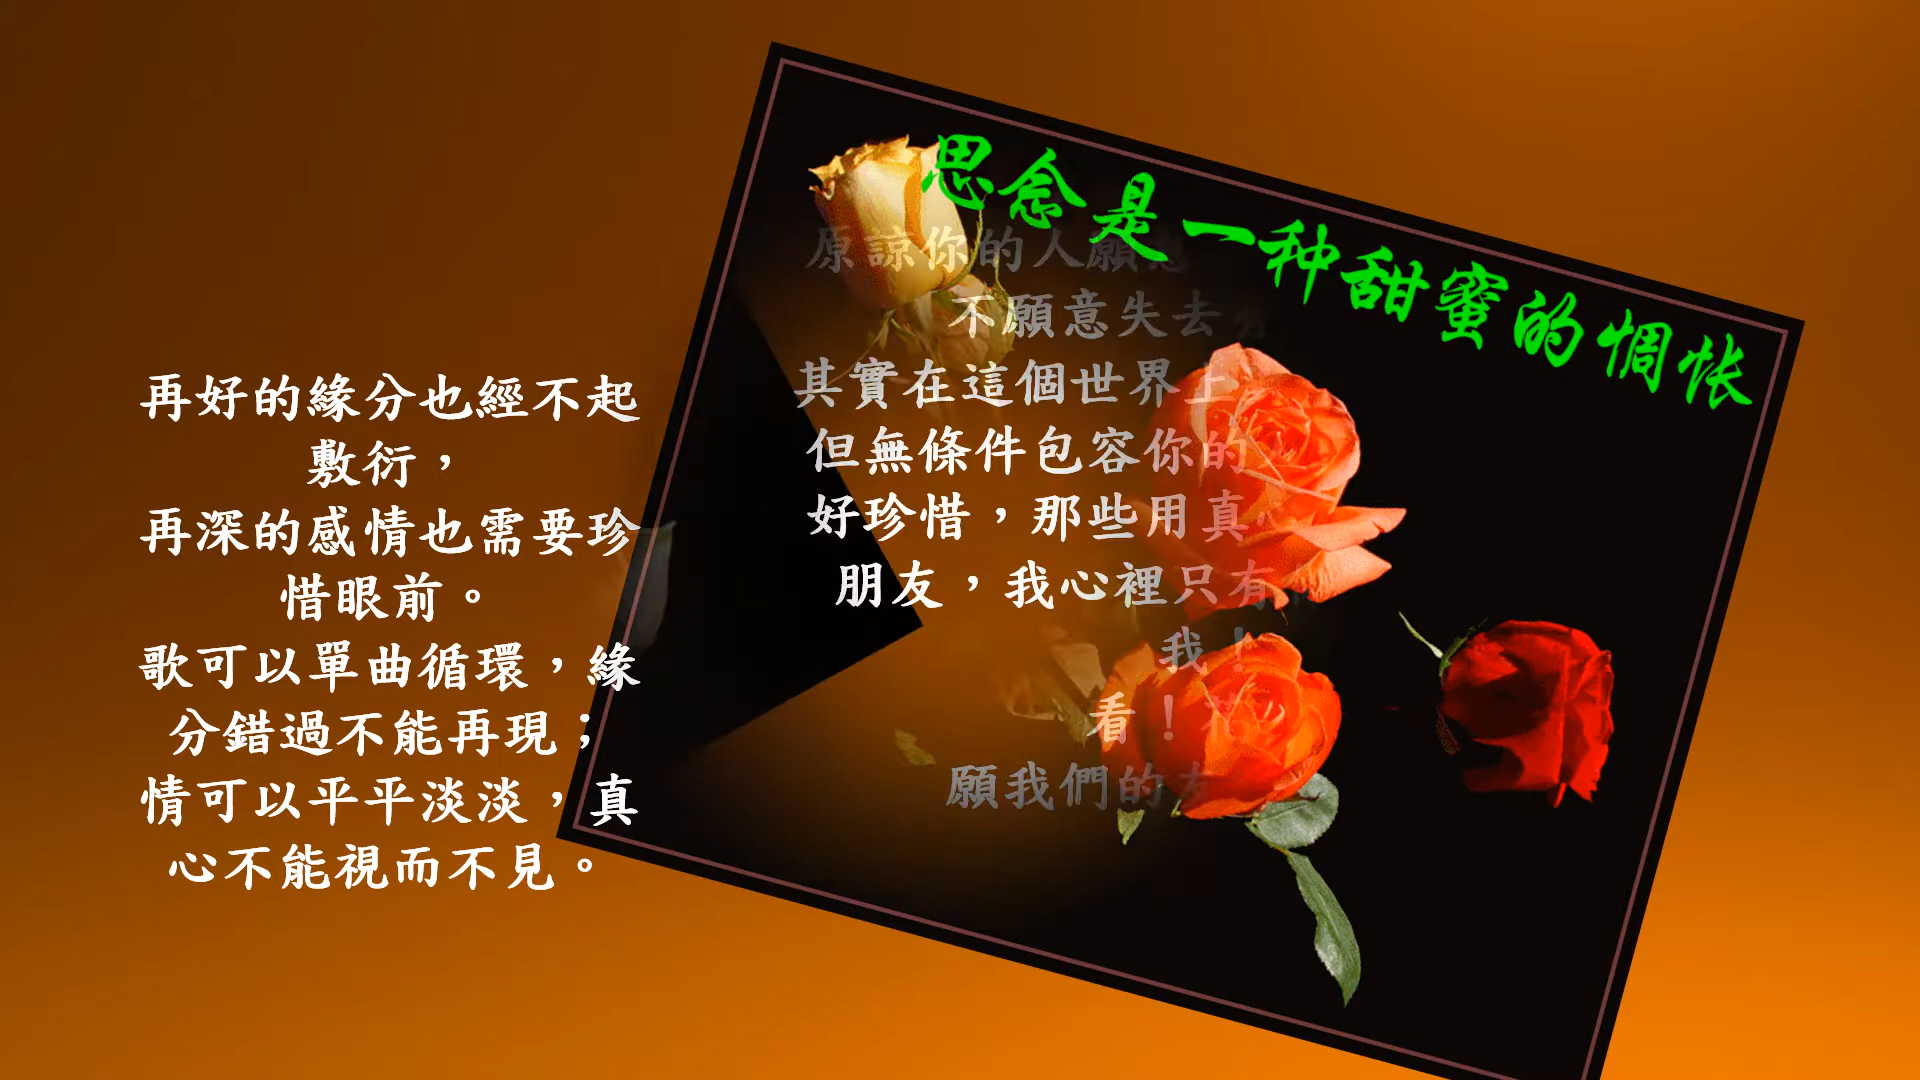 思念是一种甜蜜的惆怅
再好的緣分也經不起
敷衍，
再深的感情也需要珍
惜眼前。
歌可以單曲循環，緣
分錯過不能再現；
情可以平平淡淡，真
心不能視而不見。
原諒你的人願意
不願意失去
其實在這個世界上
但無條件包容你的
好珍惜，那些用真心
朋友，我心裡只有
我！
看！
願我們的友